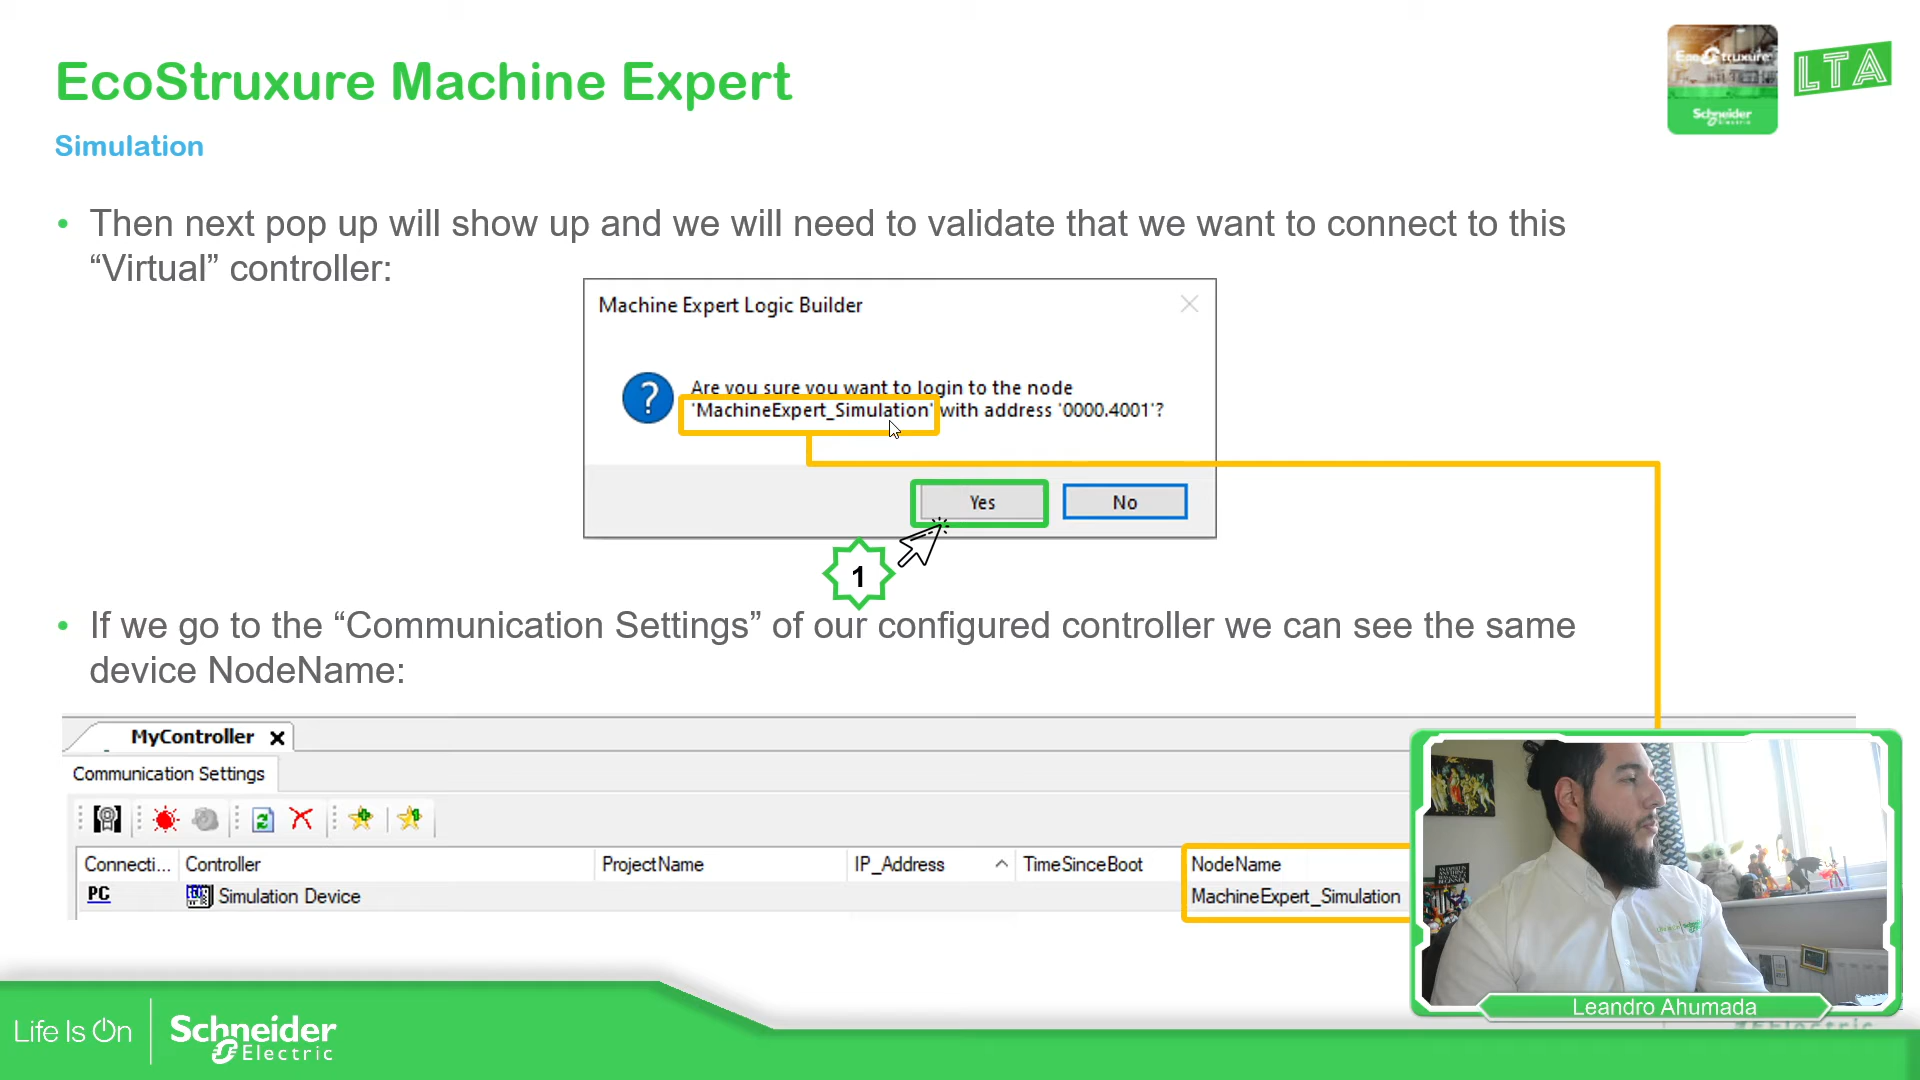 EcoStruxure Machine Expert
Simulation
EcoStruxure
Schneider
Electric
LTA
• Then next pop up will show up and we will need to validate that we want to connect to this
“Virtual” controller:
Machine Expert Logic Builder
?
Are you sure you want to login to the node
'MachineExpert_Simulation' with address '0000.4001'?
Yes
No
1
• If we go to the “Communication Settings” of our configured controller we can see the same
device NodeName:
MyController
Communication Settings
Connecti... Controller ProjectName IP_Address TimeSinceBoot NodeName
PC Simulation Device MachineExpert_Simulation
Leandro Ahumada
Life Is On Schneider
Electric